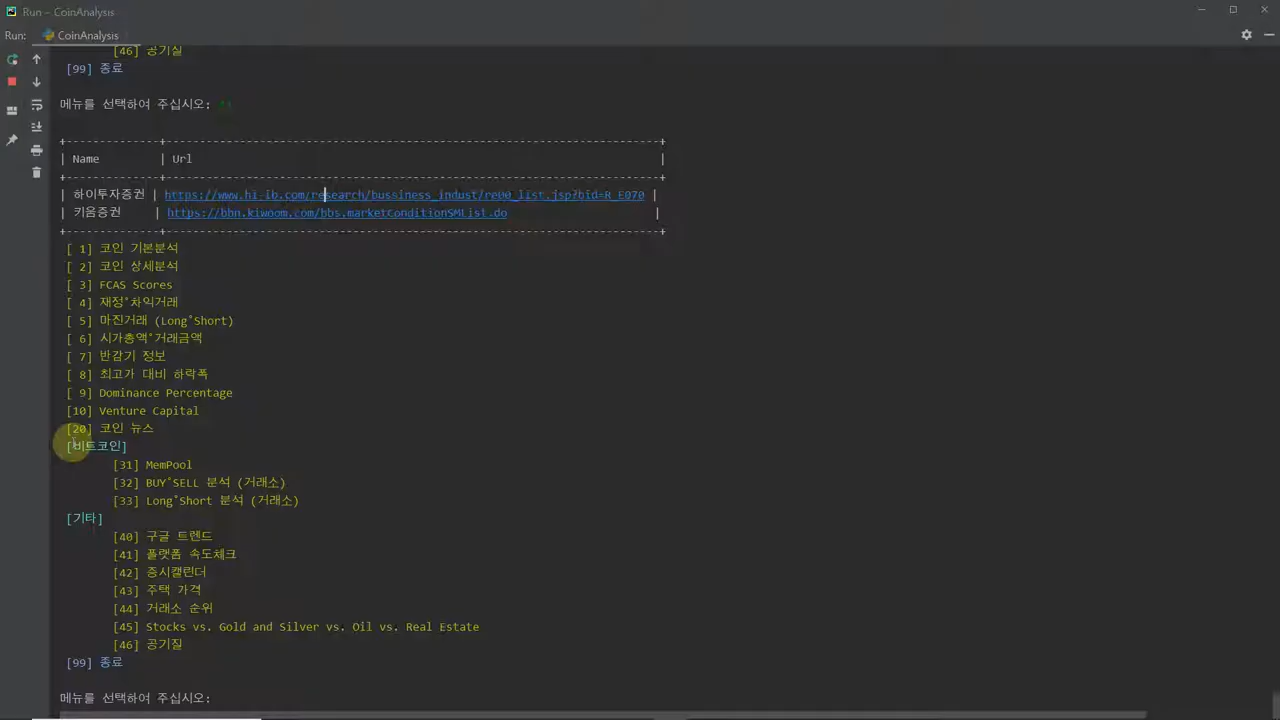 Run – CoinAnalysis
Run: CoinAnalysis
[46] 공기질
[99] 종료
메뉴를 선택하여 주십시오:
| Name | Url |
| 하이투자증권 | https://www.hi-ib.com/research/bussiness_indust/re00_list.jsp?bid=R_E070 |
| 키움증권 | https://bbn.kiwoom.com/bbs.marketConditionSMList.do |
[ 1] 코인 기본분석
[ 2] 코인 상세분석
[ 3] FCAS Scores
[ 4] 재정°차익거래
[ 5] 마진거래 (Long°Short)
[ 6] 시가총액°거래금액
[ 7] 반감기 정보
[ 8] 최고가 대비 하락폭
[ 9] Dominance Percentage
[10] Venture Capital
[20] 코인 뉴스
[비트코인]
[31] MemPool
[32] BUY°SELL 분석 (거래소)
[33] Long°Short 분석 (거래소)
[기타]
[40] 구글 트렌드
[41] 플랫폼 속도체크
[42] 증시캘린더
[43] 주택 가격
[44] 거래소 순위
[45] Stocks vs. Gold and Silver vs. Oil vs. Real Estate
[46] 공기질
[99] 종료
메뉴를 선택하여 주십시오: